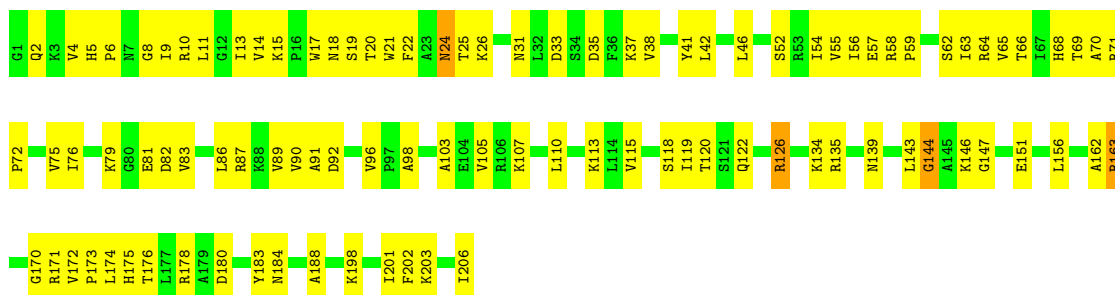 G1 Q2 K3 V4 H5 P6 N7 G8 I9 R10 L11 G12 I13 V14 K15 P16 W17 N18 S19 T20 W21 F22 A23 N24 T25 K26 N31 L32 D33 S34 D35 F36 K37 V38 Y41 L42 L46 S52 R53 I54 V55 I56 E57 R58 P59 S62 I63 R64 V65 T66 I67 H68 T69 A70 R71
P72 V75 I76 K79 G80 E81 D82 V83 L86 R87 K88 V89 V90 A91 D92 V96 P97 A98 A103 E104 V105 R106 K107 L110 K113 L114 V115 S118 I119 T120 S121 Q122 R126 K134 R135 N139 L143 G144 A145 K146 G147 E151 L156 A162 R163
G170 R171 V172 P173 L174 H175 T176 L177 R178 A179 D180 Y183 N184 A188 K198 I201 F202 K203 I206